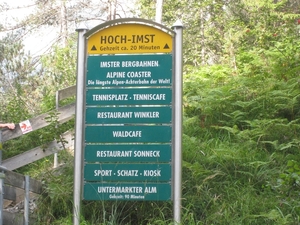 HOCH-IMST
Gehzeit ca. 20 Minuten
IMSTER BERGBAHNEN
ALPINE COASTER
Die längste Alpen-Achterbahn der Welt!
TENNISPLATZ - TENNISCAFE
RESTAURANT WINKLER
WALDCAFE
RESTAURANT SONNECK
SPORT - SCHATZ - KIOSK
UNTERMARKTER ALM
Gehzeit: 90 Minuten